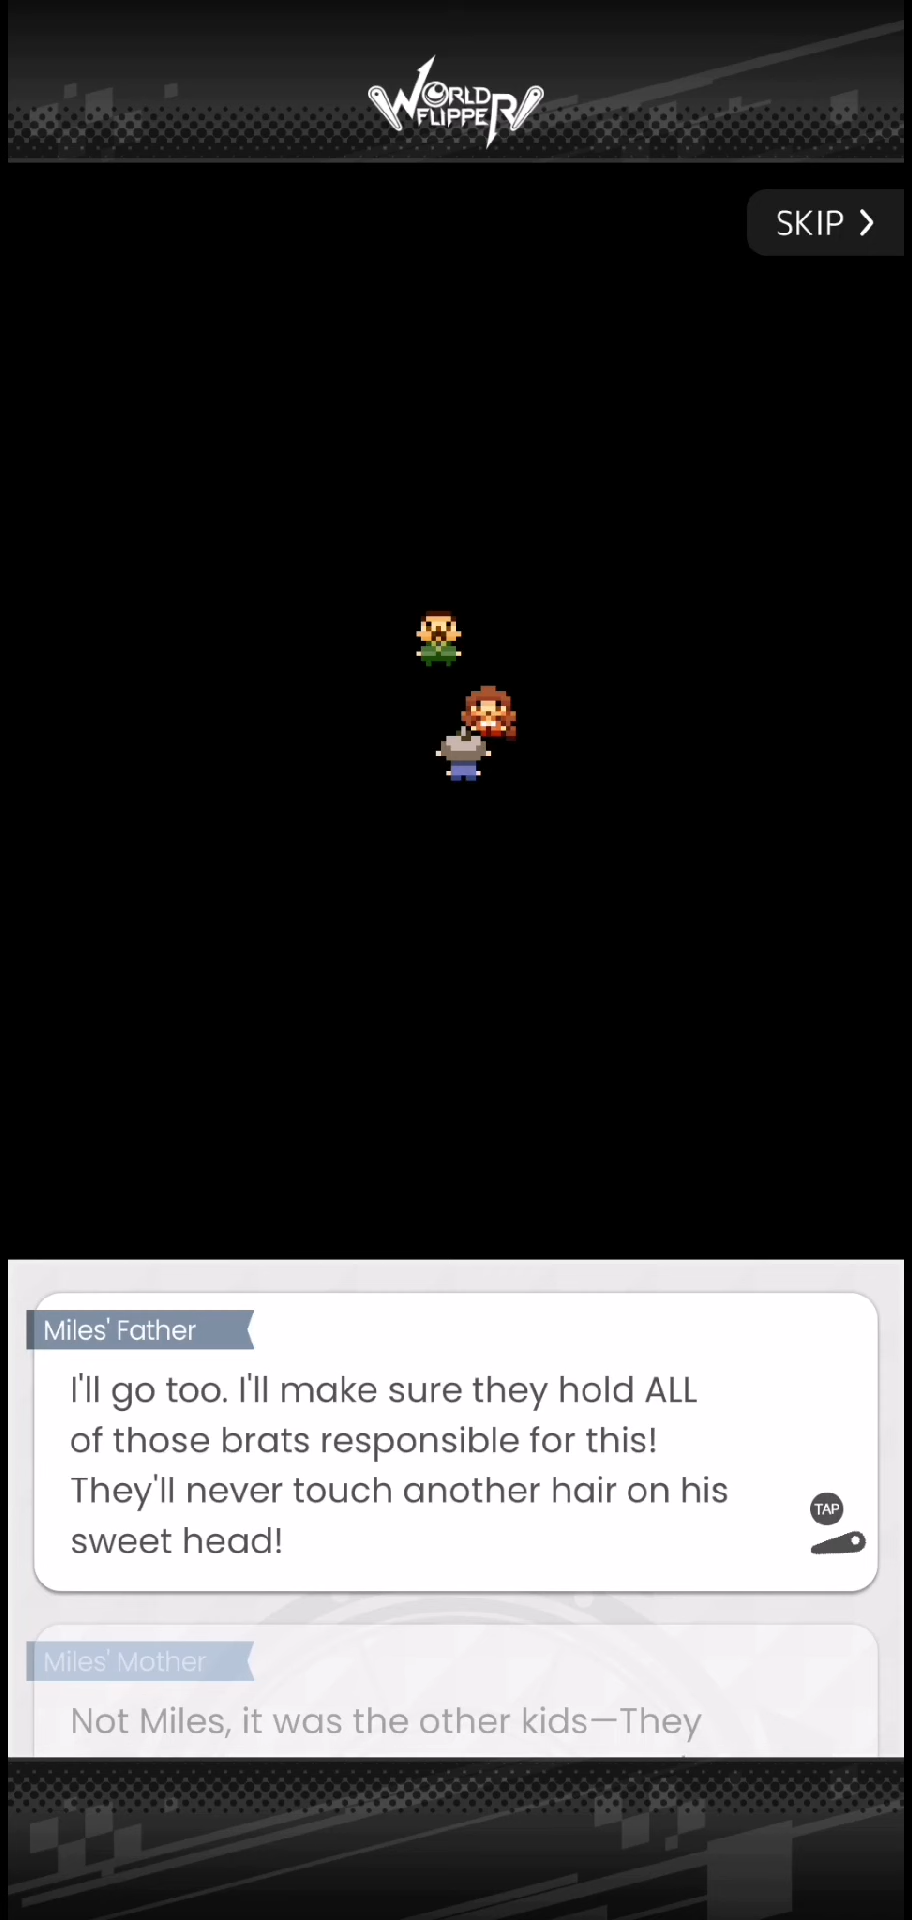 WORLD
FLIPPER
SKIP
Miles' Father
I'll go too. I'll make sure they hold ALL
of those brats responsible for this!
They'll never touch another hair on his
sweet head!
TAP
Miles' Mother
Not Miles, it was the other kids—They